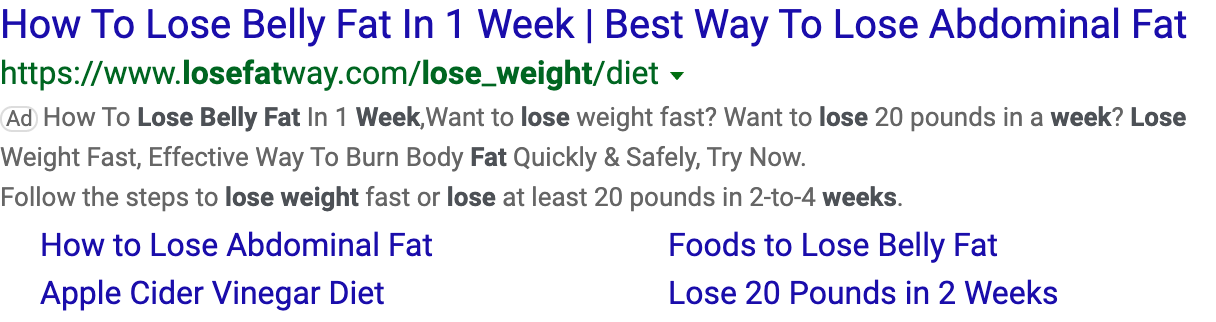 How To Lose Belly Fat In 1 Week | Best Way To Lose Abdominal Fat
https://www.losefatway.com/lose_weight/diet
Ad How To Lose Belly Fat In 1 Week,Want to lose weight fast? Want to lose 20 pounds in a week? Lose
Weight Fast, Effective Way To Burn Body Fat Quickly & Safely, Try Now.
Follow the steps to lose weight fast or lose at least 20 pounds in 2-to-4 weeks.
How to Lose Abdominal Fat
Foods to Lose Belly Fat
Apple Cider Vinegar Diet
Lose 20 Pounds in 2 Weeks